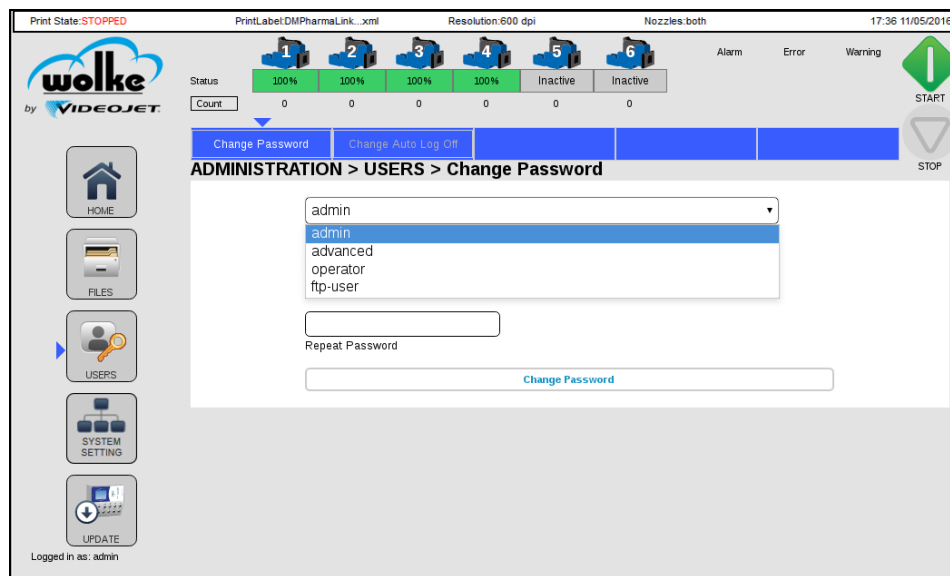 Print State:STOPPED PrintLabel:DMPharmaLink...xml Resolution:600 dpi Nozzles:both 17:36 11/05/2016
wolke
by VIDEOJET.
1 2 3 4 5 6
Alarm Error Warning
Status 100% 100% 100% 100% Inactive Inactive
Count 0 0 0 0 0 0
START
Change Password Change Auto Log Off
STOP
ADMINISTRATION > USERS > Change Password
HOME
admin
admin
advanced
operator
ftp-user
FILES
Repeat Password
USERS
Change Password
SYSTEM
SETTING
UPDATE
Logged in as: admin